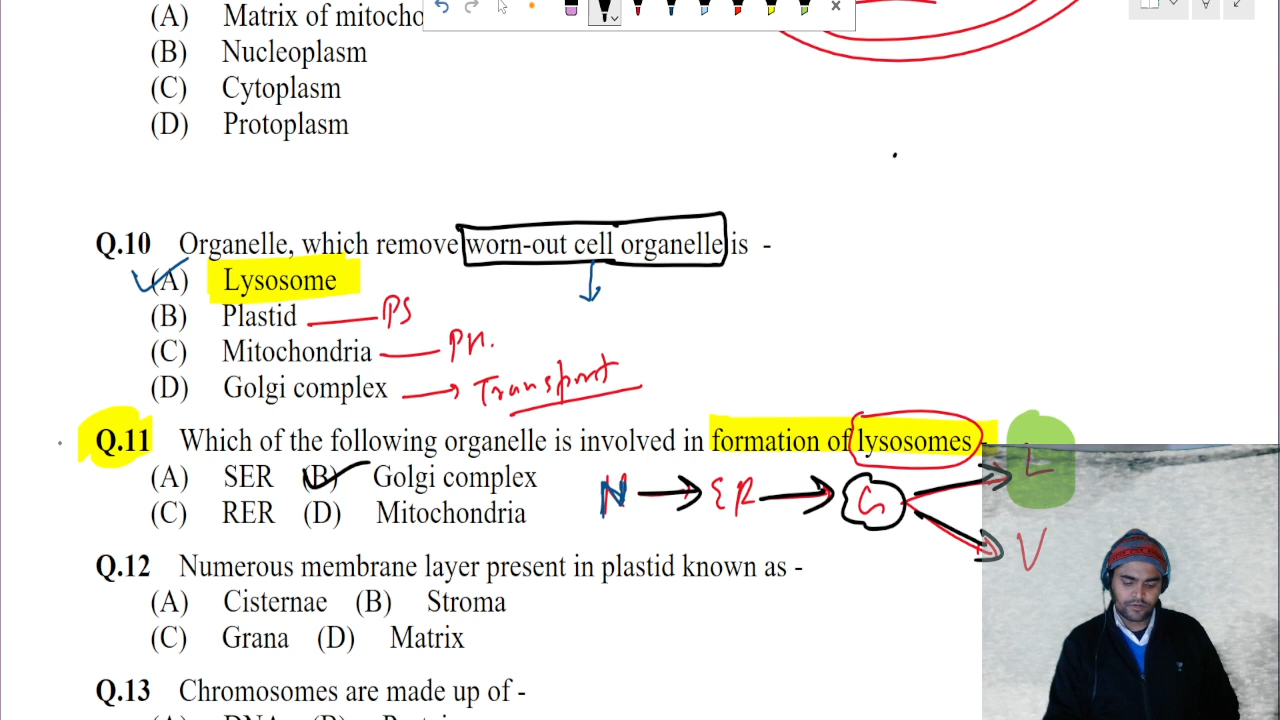 (A) Matrix of mitocho
(B) Nucleoplasm
(C) Cytoplasm
(D) Protoplasm
Q.10 Organelle, which remove worn-out cell organelle is -
(A) Lysosome
(B) Plastid PS
(C) Mitochondria
(D) Golgi complex → Transport
Q.11 Which of the following organelle is involved in formation of lysosomes - L
(A) SER (B) Golgi complex
(C) RER (D) Mitochondria N → ER → G V
Q.12 Numerous membrane layer present in plastid known as -
(A) Cisternae (B) Stroma
(C) Grana (D) Matrix
Q.13 Chromosomes are made up of -